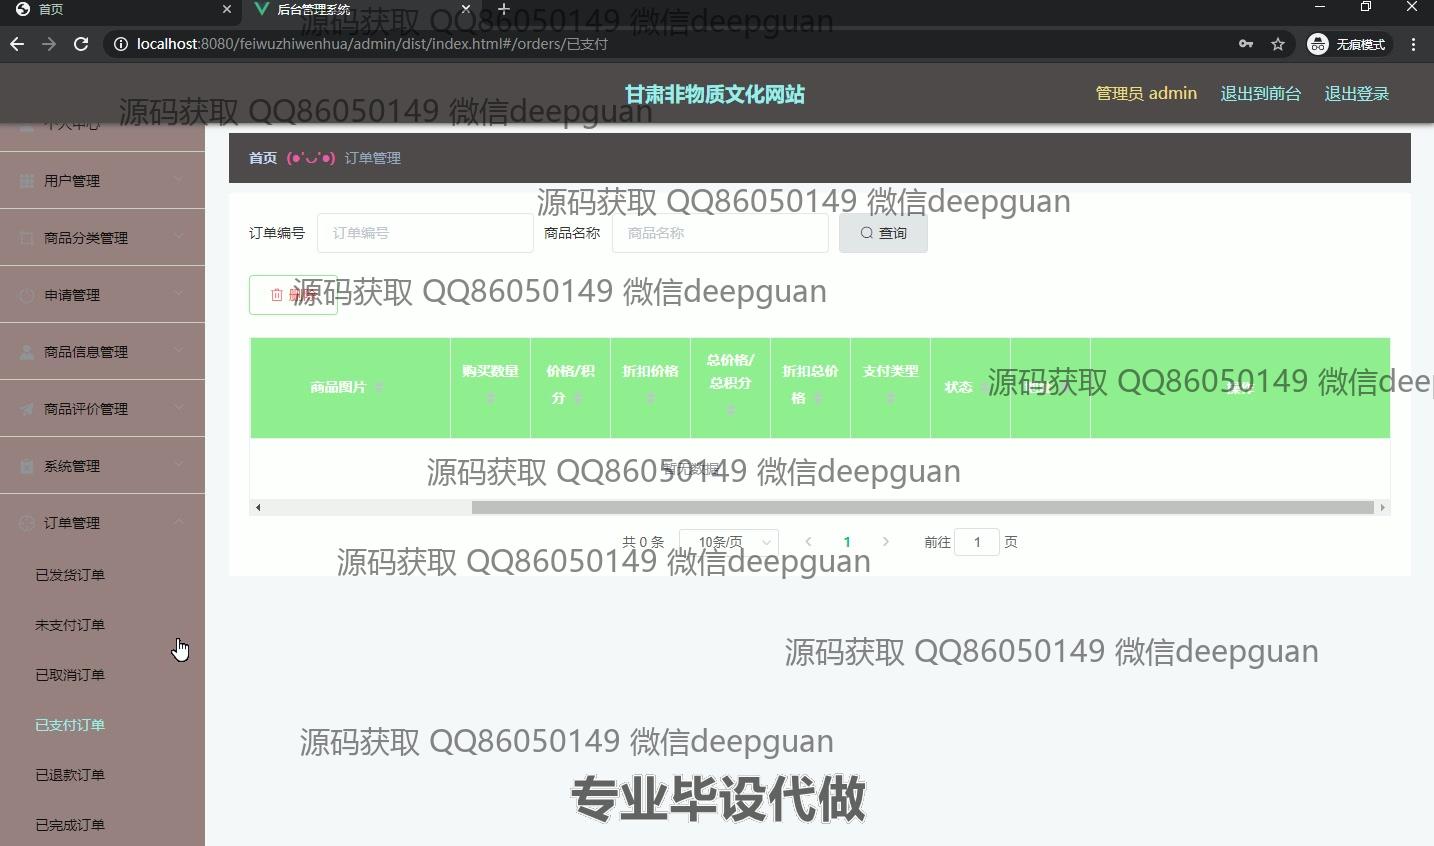 首页
后台管理系统
localhost:8080/feiwuzhiwenhua/admin/dist/index.html#/orders/已支付
无痕模式
源码获取 QQ86050149 微信deepguan
甘肃非物质文化网站
管理员 admin
退出到前台
退出登录
源码获取 QQ86050149 微信deepguan
个人中心
用户管理
商品分类管理
申请管理
商品信息管理
商品评价管理
系统管理
订单管理
已发货订单
未支付订单
已取消订单
已支付订单
已退款订单
已完成订单
首页 (●'◡'●) 订单管理
源码获取 QQ86050149 微信deepguan
订单编号 订单编号 商品名称 商品名称 查询
删除
源码获取 QQ86050149 微信deepguan
商品图片
购买数量
价格/积分
折扣价格
总价格/总积分
折扣总价格
支付类型
状态
操作
源码获取 QQ86050149 微信deep
暂无数据
源码获取 QQ86050149 微信deepguan
共 0 条 10条/页 1 前往 1 页
源码获取 QQ86050149 微信deepguan
源码获取 QQ86050149 微信deepguan
源码获取 QQ86050149 微信deepguan
专业毕设代做